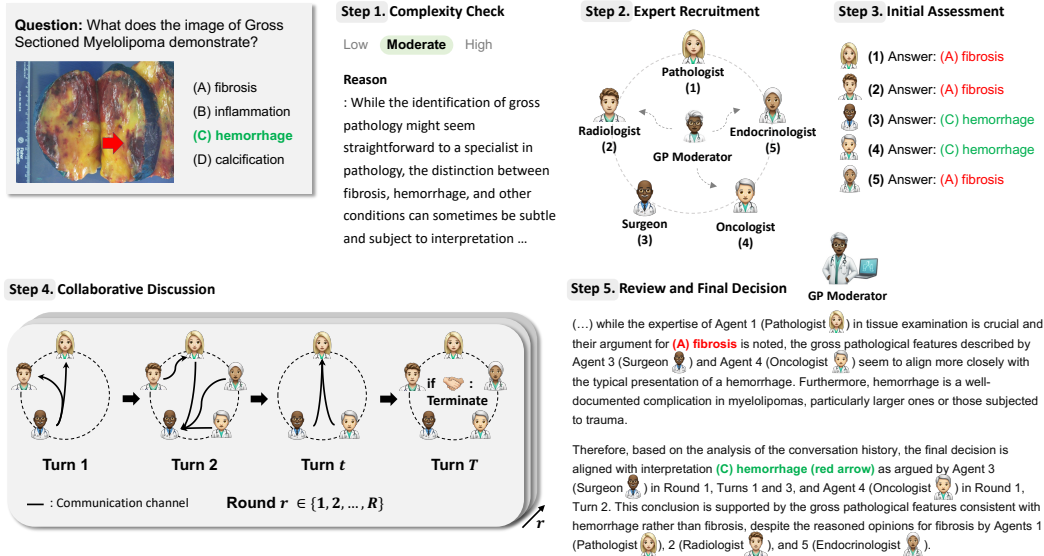 Question: What does the image of Gross
Sectioned Myelolipoma demonstrate?
(A) fibrosis
(B) inflammation
(C) hemorrhage
(D) calcification
Step 1. Complexity Check
Low Moderate High
Reason
: While the identification of gross
pathology might seem
straightforward to a specialist in
pathology, the distinction between
fibrosis, hemorrhage, and other
conditions can sometimes be subtle
and subject to interpretation ...
Step 2. Expert Recruitment
Pathologist
(1)
Radiologist
(2)
GP Moderator
Endocrinologist
(5)
Surgeon
(3)
Oncologist
(4)
Step 3. Initial Assessment
(1) Answer: (A) fibrosis
(2) Answer: (A) fibrosis
(3) Answer: (C) hemorrhage
(4) Answer: (C) hemorrhage
(5) Answer: (A) fibrosis
GP Moderator
Step 4. Collaborative Discussion
if 🤝 :
Terminate
Turn 1
Turn 2
Turn t
Turn T
— : Communication channel
Round r ∈ {1, 2, ... , R}
r
Step 5. Review and Final Decision
(...) while the expertise of Agent 1 (Pathologist ) in tissue examination is crucial and
their argument for (A) fibrosis is noted, the gross pathological features described by
Agent 3 (Surgeon ) and Agent 4 (Oncologist ) seem to align more closely with
the typical presentation of a hemorrhage. Furthermore, hemorrhage is a well-
documented complication in myelolipomas, particularly larger ones or those subjected
to trauma.
Therefore, based on the analysis of the conversation history, the final decision is
aligned with interpretation (C) hemorrhage (red arrow) as argued by Agent 3
(Surgeon ) in Round 1, Turns 1 and 3, and Agent 4 (Oncologist ) in Round 1,
Turn 2. This conclusion is supported by the gross pathological features consistent with
hemorrhage rather than fibrosis, despite the reasoned opinions for fibrosis by Agents 1
(Pathologist ), 2 (Radiologist ), and 5 (Endocrinologist ).